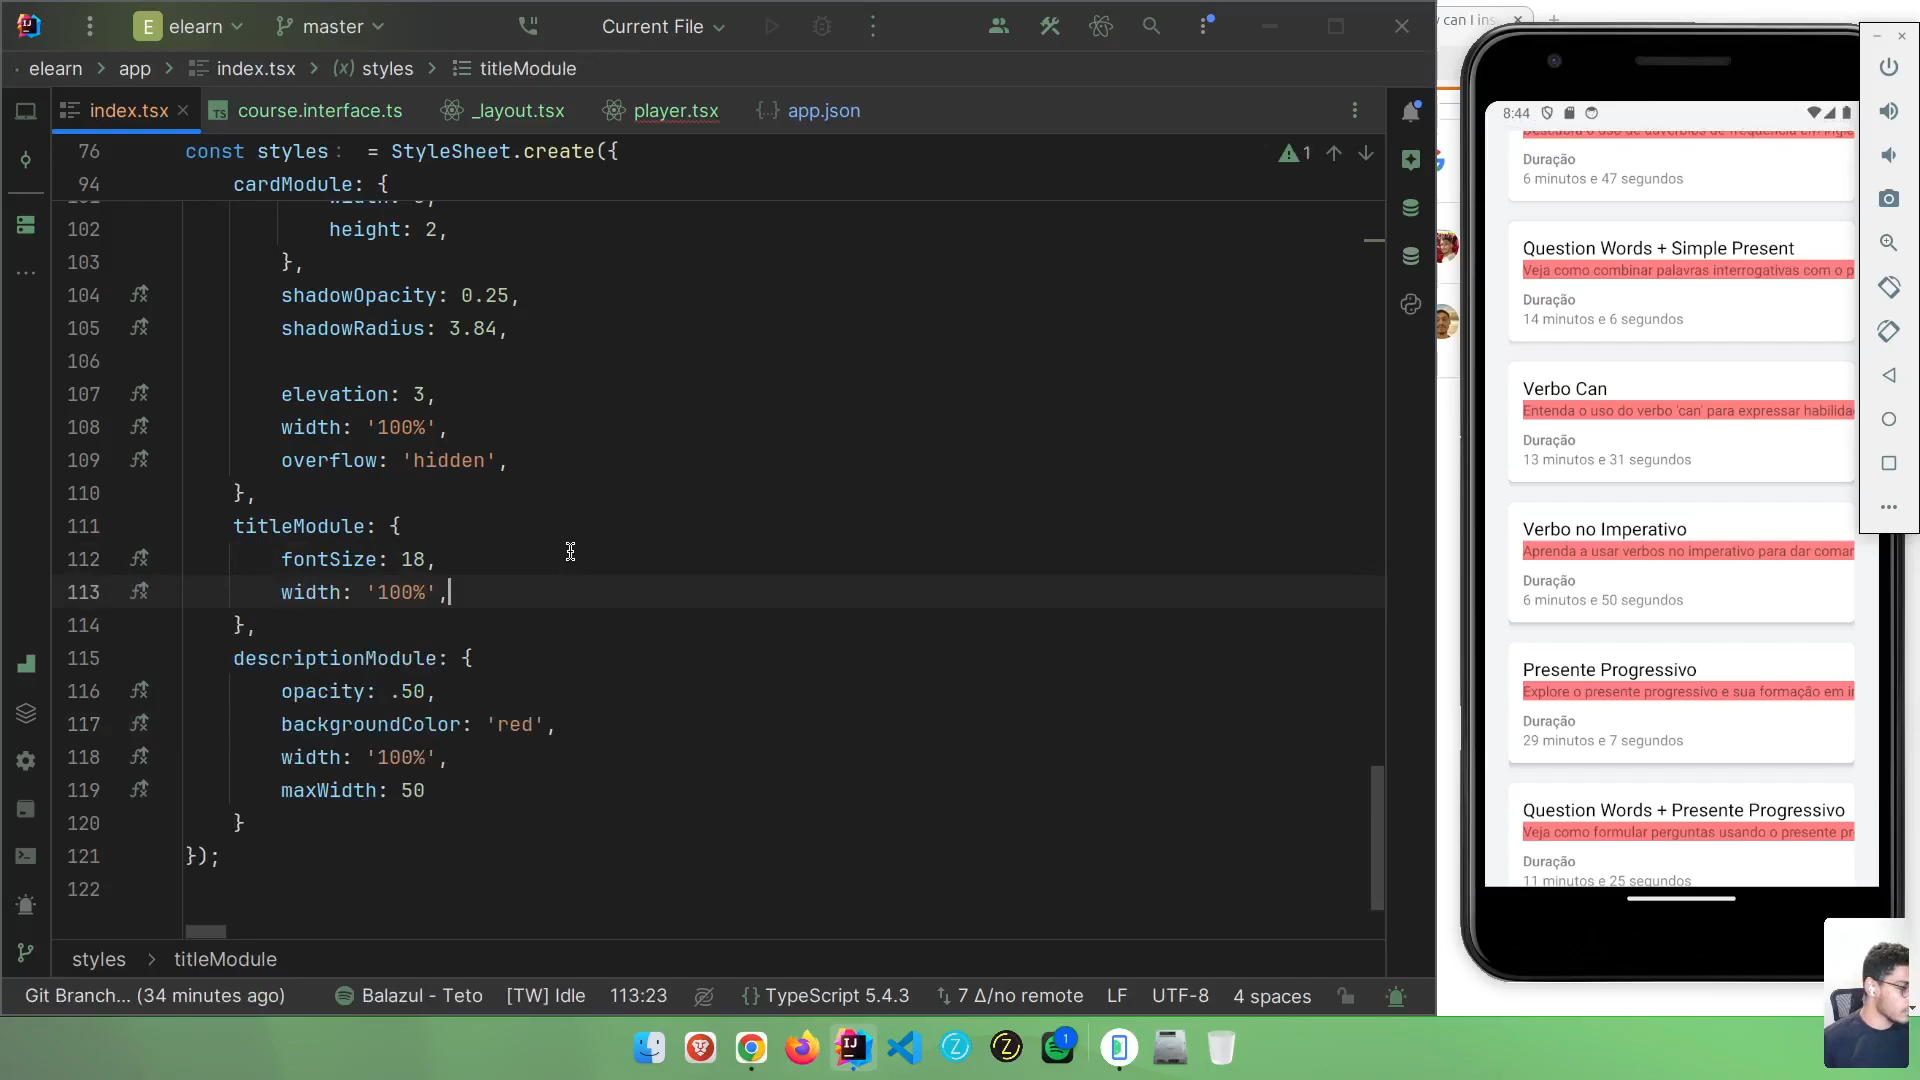 E elearn
master
Current File
elearn
app
index.tsx
styles
titleModule
index.tsx
course.interface.ts
_layout.tsx
player.tsx
app.json
76 const styles : = StyleSheet.create({
1
94 cardModule: {
102 height: 2,
103 },
104 shadowOpacity: 0.25,
105 shadowRadius: 3.84,
106
107 elevation: 3,
108 width: '100%',
109 overflow: 'hidden',
110 },
111 titleModule: {
112 fontSize: 18,
113 width: '100%',
114 },
115 descriptionModule: {
116 opacity: .50,
117 backgroundColor: 'red',
118 width: '100%',
119 maxWidth: 50
120 }
121 });
122
styles > titleModule
Git Branch... (34 minutes ago)
Balazul - Teto
[TW] Idle
113:23
TypeScript 5.4.3
7 Δ/no remote
LF
UTF-8
4 spaces
can I ins
8:44
Duração
6 minutos e 47 segundos
Question Words + Simple Present
Veja como combinar palavras interrogativas com o p
Duração
14 minutos e 6 segundos
Verbo Can
Entenda o uso do verbo 'can' para expressar habilida
Duração
13 minutos e 31 segundos
Verbo no Imperativo
Aprenda a usar verbos no imperativo para dar comar
Duração
6 minutos e 50 segundos
Presente Progressivo
Explore o presente progressivo e sua formação em i
Duração
29 minutos e 7 segundos
Question Words + Presente Progressivo
Veja como formular perguntas usando o presente pr
Duração
11 minutos e 25 segundos
1